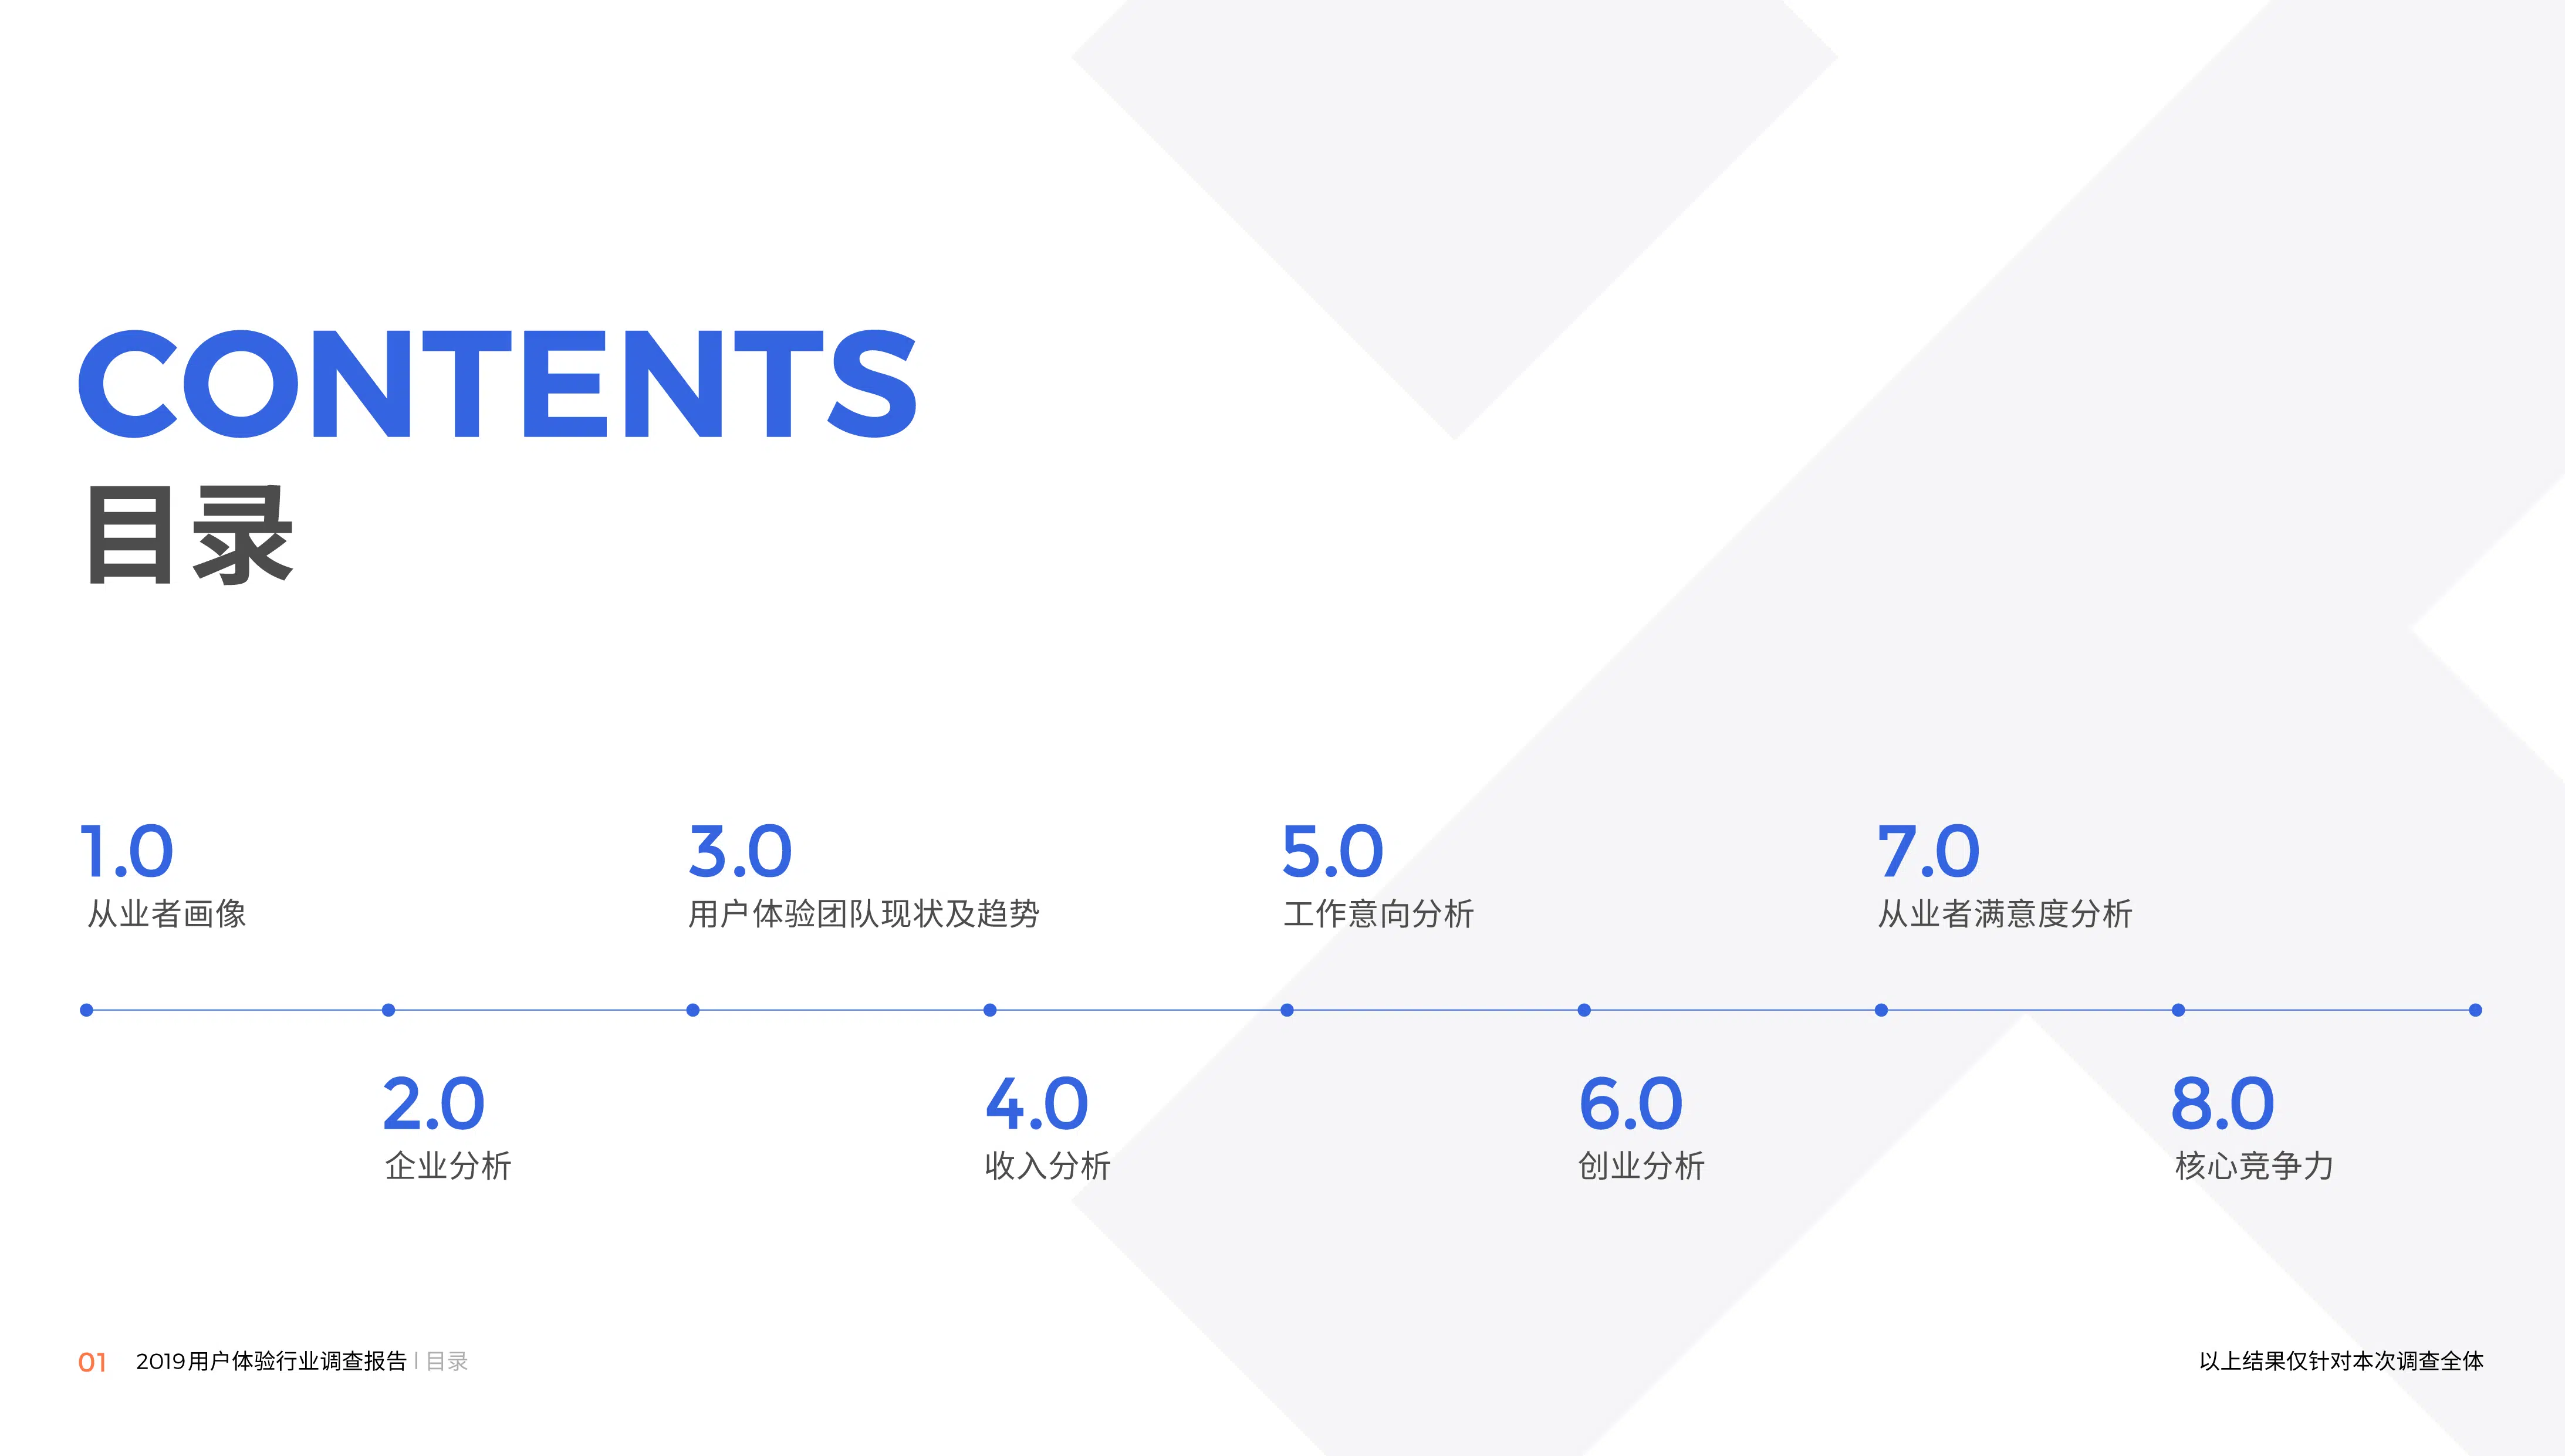 CONTENTS
目录
1.0
从业者画像
2.0
企业分析
3.0
用户体验团队现状及趋势
4.0
收入分析
5.0
工作意向分析
6.0
创业分析
7.0
从业者满意度分析
8.0
核心竞争力
01 2019用户体验行业调查报告 | 目录
以上结果仅针对本次调查全体